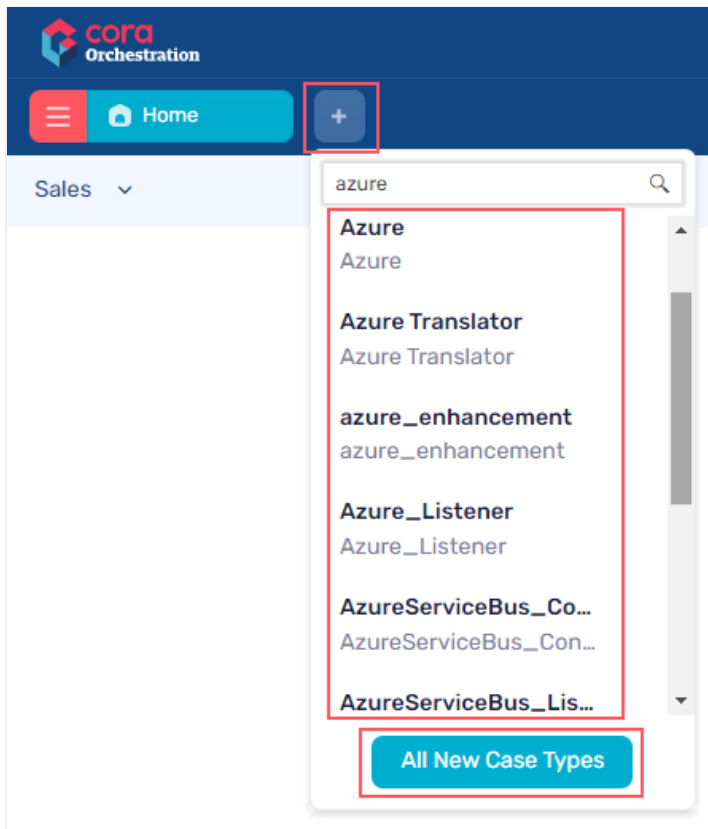 cora
Orchestration
Home
+
Sales
azure
Azure
Azure
Azure Translator
Azure Translator
azure_enhancement
azure_enhancement
Azure_Listener
Azure_Listener
AzureServiceBus_Co...
AzureServiceBus_Con...
AzureServiceBus_Lis...
All New Case Types